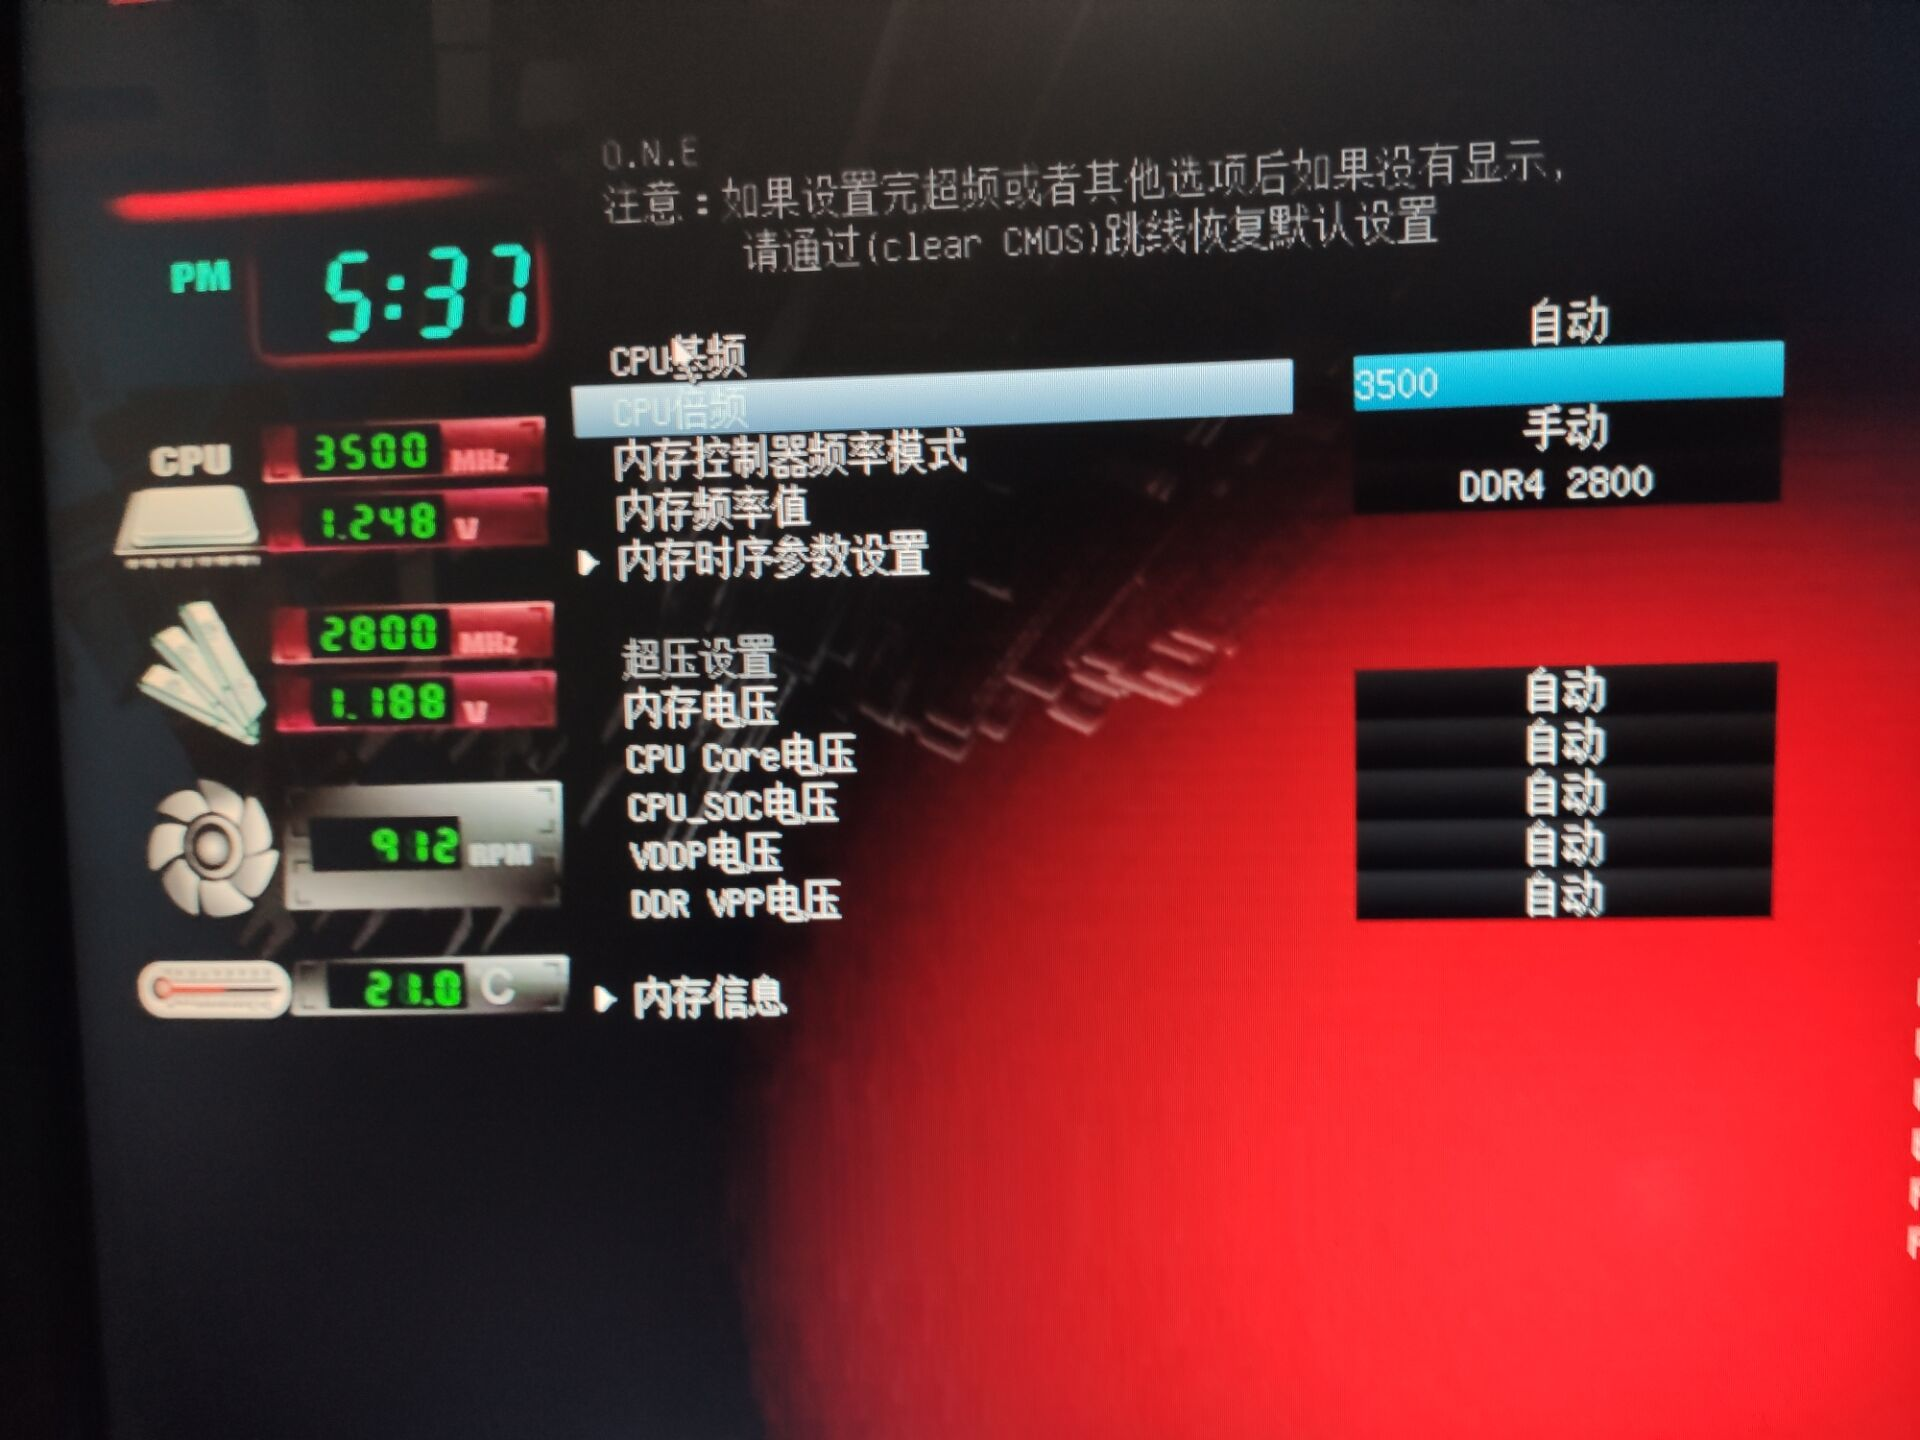 O.N.E
注意：如果设置完超频或者其他选项后如果没有显示，
请通过(clear CMOS)跳线恢复默认设置
PM 5:37
CPU基频 自动
CPU倍频 3500
内存控制器频率模式 手动
内存频率值 DDR4 2800
内存时序参数设置
CPU 3500 MHz
1.248 V
2800 MHz
1.188 V
超压设置
内存电压 自动
CPU Core电压 自动
CPU_SOC电压 自动
VDDP电压 自动
DDR VPP电压 自动
912 RPM
21.0 C
内存信息